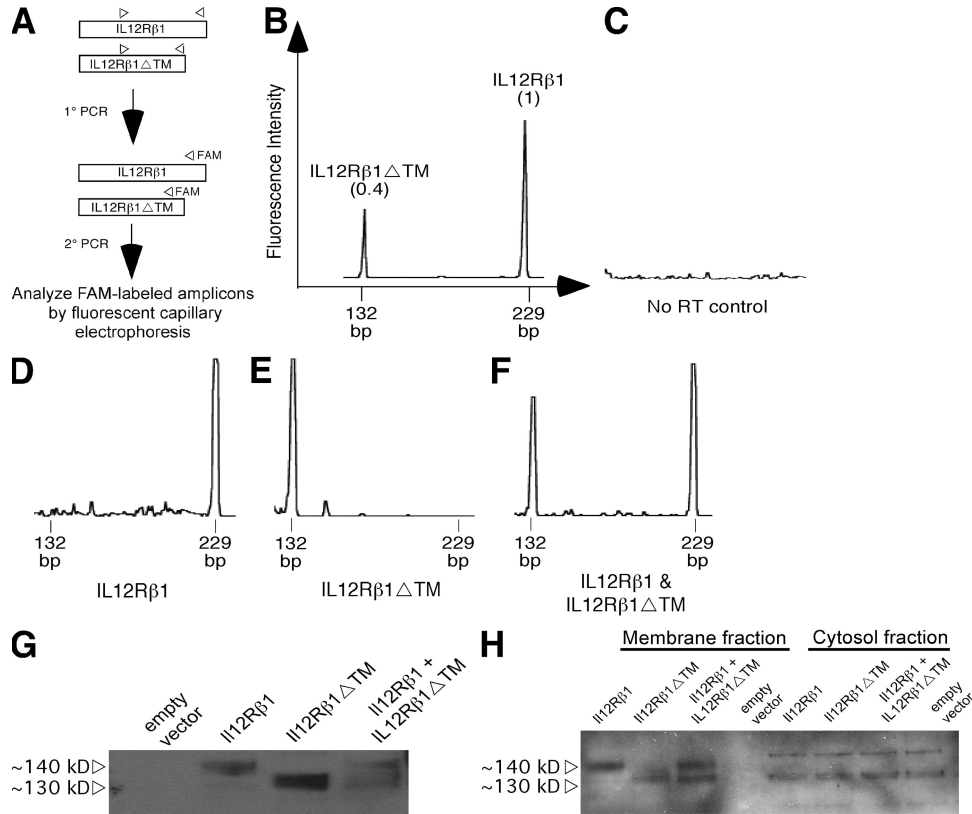 A
IL12Rβ1
IL12Rβ1△TM
1° PCR
◁ FAM
IL12Rβ1
◁FAM
IL12Rβ1△TM
2° PCR
Analyze FAM-labeled amplicons
by fluorescent capillary
electrophoresis
B
Fluorescence Intensity
IL12Rβ1
(1)
IL12Rβ1△TM
(0.4)
132
bp
229
bp
C
No RT control
D
132
bp
229
bp
IL12Rβ1
E
132
bp
229
bp
IL12Rβ1△TM
F
132
bp
229
bp
IL12Rβ1 &
IL12Rβ1△TM
G
empty
vector
Il12Rβ1
Il12Rβ1△TM
Il12Rβ1 +
IL12Rβ1△TM
~140 kD▷
~130 kD▷
H
Membrane fraction
Cytosol fraction
Il12Rβ1
Il12Rβ1△TM
Il12Rβ1 +
IL12Rβ1△TM
empty
vector
Il12Rβ1
Il12Rβ1△TM
Il12Rβ1 +
IL12Rβ1△TM
empty
vector
~140 kD▷
~130 kD▷